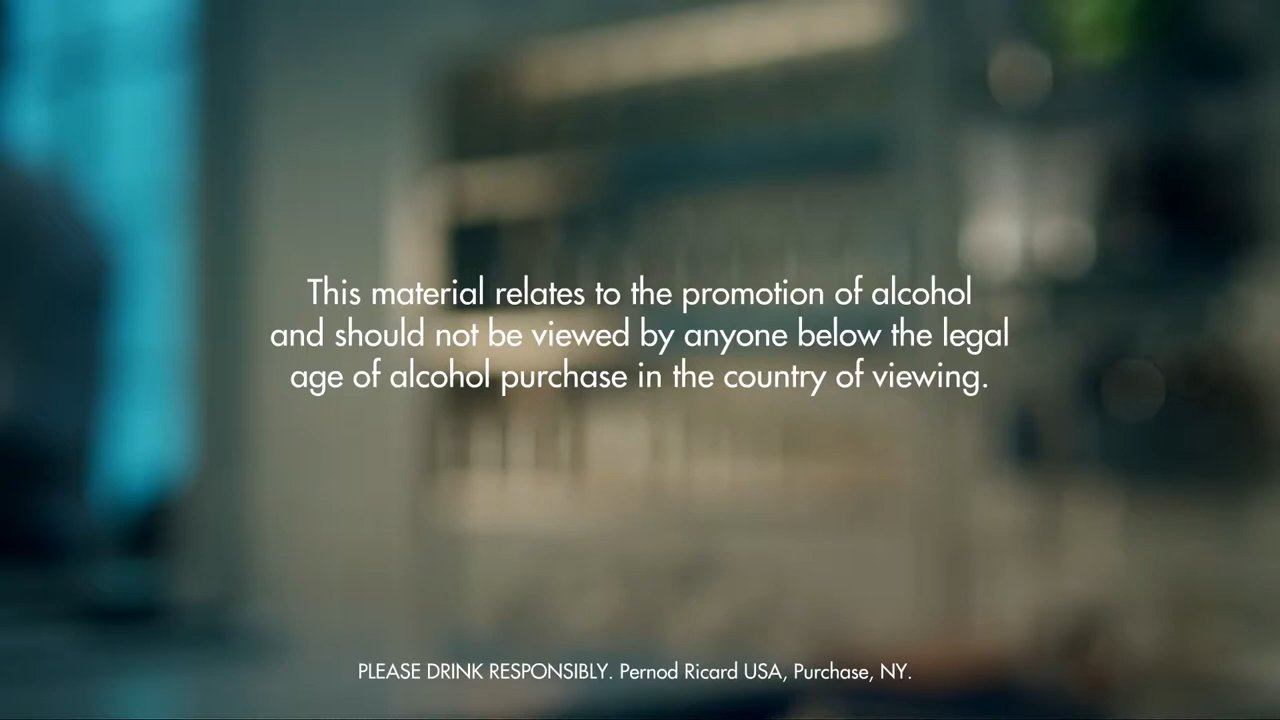 This material relates to the promotion of alcohol
and should not be viewed by anyone below the legal
age of alcohol purchase in the country of viewing.
PLEASE DRINK RESPONSIBLY. Pernod Ricard USA, Purchase, NY.